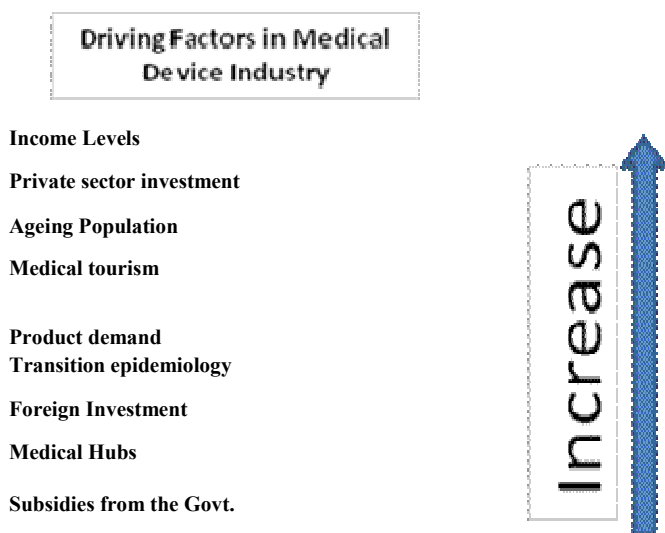 Driving Factors in Medical
Device Industry
Income Levels
Private sector investment
Ageing Population
Medical tourism
Product demand
Transition epidemiology
Foreign Investment
Medical Hubs
Subsidies from the Govt.
Increase